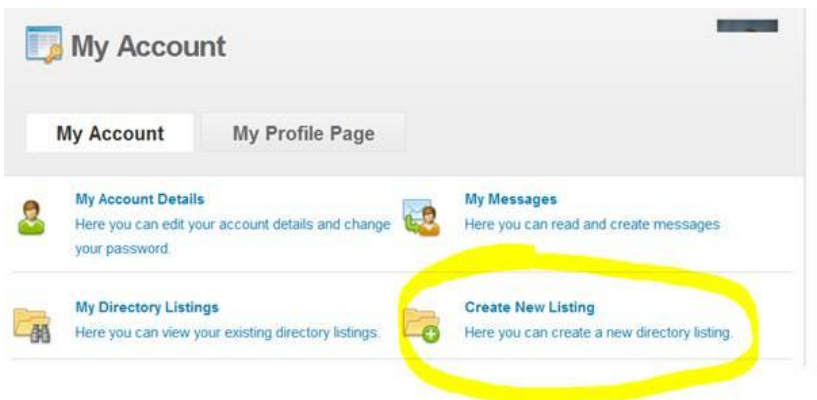 My Account
My Account
My Profile Page
My Account Details
Here you can edit your account details and change
your password.
My Messages
Here you can read and create messages
My Directory Listings
Here you can view your existing directory listings.
Create New Listing
Here you can create a new directory listing.